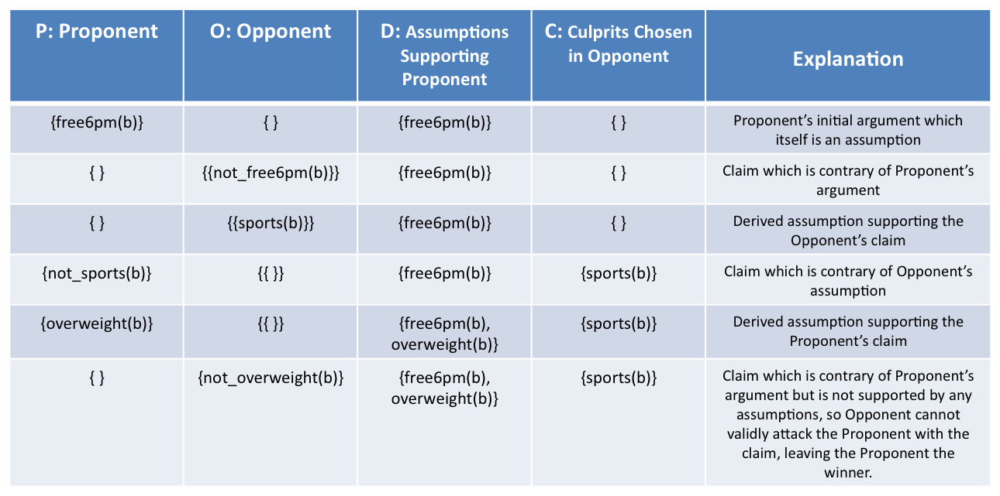 P: Proponent
O: Opponent
D: Assumptions
Supporting
Proponent
C: Culprits Chosen
in Opponent
Explanation
{free6pm(b)}
{ }
{free6pm(b)}
{ }
Proponent’s initial argument which
itself is an assumption
{ }
{{not_free6pm(b)}}
{free6pm(b)}
{ }
Claim which is contrary of Proponent’s
argument
{ }
{{sports(b)}}
{free6pm(b)}
{ }
Derived assumption supporting the
Opponent’s claim
{not_sports(b)}
{{ }}
{free6pm(b)}
{sports(b)}
Claim which is contrary of Opponent’s
assumption
{overweight(b)}
{{ }}
{free6pm(b),
overweight(b)}
{sports(b)}
Derived assumption supporting the
Proponent’s claim
{ }
{not_overweight(b)}
{free6pm(b),
overweight(b)}
{sports(b)}
Claim which is contrary of Proponent’s
argument but is not supported by any
assumptions, so Opponent cannot
validly attack the Proponent with the
claim, leaving the Proponent the
winner.